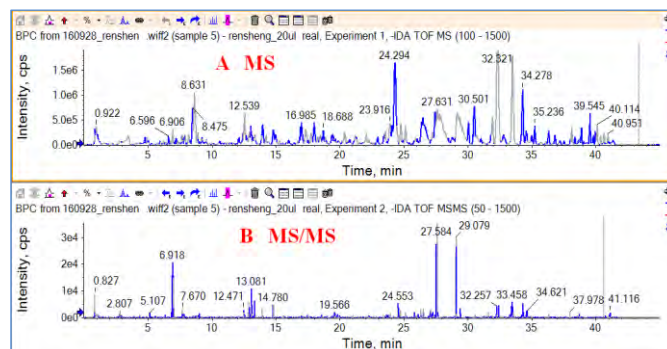 BPC from 160928_renshen .wiff2 (sample 5) - rensheng_20ul real, Experiment 1, -IDA TOF MS (100 - 1500)
A MS
Intensity, cps
1.5e6
1.0e6
5.0e5
0.0e0
0.922
6.596
6.906
8.631
8.475
12.539
16.985
18.688
23.916
24.294
27.631
30.501
32.321
34.278
35.236
39.545
40.114
40.951
5 10 15 20 25 30 35 40
Time, min
BPC from 160928_renshen .wiff2 (sample 5) - rensheng_20ul real, Experiment 2, -IDA TOF MSMS (50 - 1500)
B MS/MS
Intensity, cps
3e4
2e4
1e4
0e0
0.827
2.807
5.107
6.918
7.670
12.471
13.081
14.780
19.566
24.553
27.584
29.079
32.257
33.458
34.621
37.978
41.116
5 10 15 20 25 30 35 40
Time, min